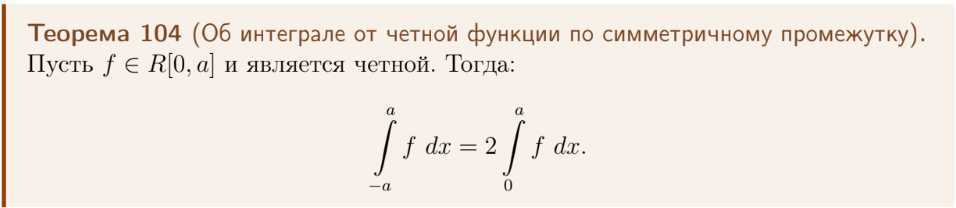 Теорема 104 (Об интеграле от четной функции по симметричному промежутку).
Пусть f ∈ R[0, a] и является четной. Тогда:
∫_{-a}^{a} f dx = 2 ∫_{0}^{a} f dx.